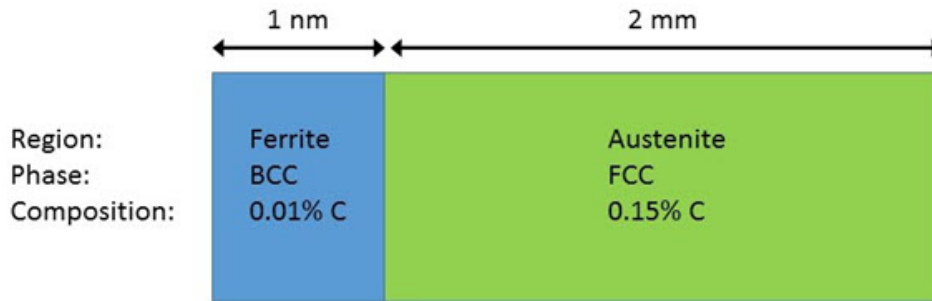 1 nm 2 mm
Region: Ferrite Austenite
Phase: BCC FCC
Composition: 0.01% C 0.15% C